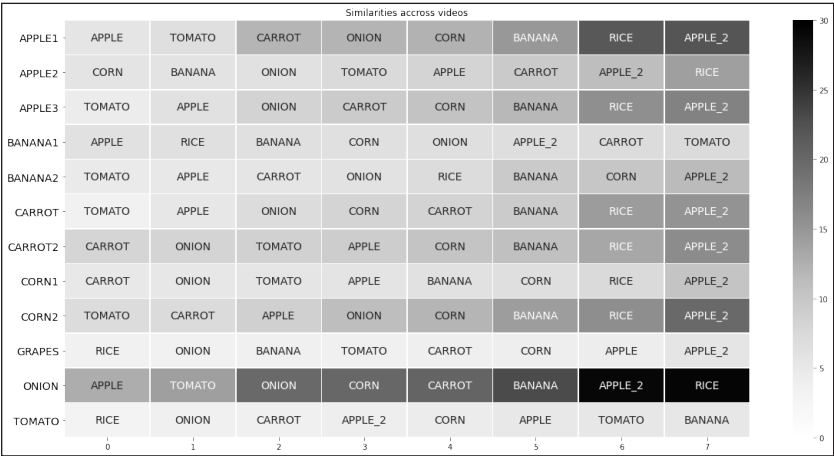 Similarities accross videos
APPLE1 APPLE TOMATO CARROT ONION CORN BANANA RICE APPLE_2
APPLE2 CORN BANANA ONION TOMATO APPLE CARROT APPLE_2 RICE
APPLE3 TOMATO APPLE ONION CARROT CORN BANANA RICE APPLE_2
BANANA1 APPLE RICE BANANA CORN ONION APPLE_2 CARROT TOMATO
BANANA2 TOMATO APPLE CARROT ONION RICE BANANA CORN APPLE_2
CARROT TOMATO APPLE ONION CORN CARROT BANANA RICE APPLE_2
CARROT2 CARROT ONION TOMATO APPLE CORN BANANA RICE APPLE_2
CORN1 CARROT ONION TOMATO APPLE BANANA CORN RICE APPLE_2
CORN2 TOMATO CARROT APPLE ONION CORN BANANA RICE APPLE_2
GRAPES RICE ONION BANANA TOMATO CARROT CORN APPLE APPLE_2
ONION APPLE TOMATO ONION CORN CARROT BANANA APPLE_2 RICE
TOMATO RICE ONION CARROT APPLE_2 CORN APPLE TOMATO BANANA
0 1 2 3 4 5 6 7
30
25
20
15
10
5
0